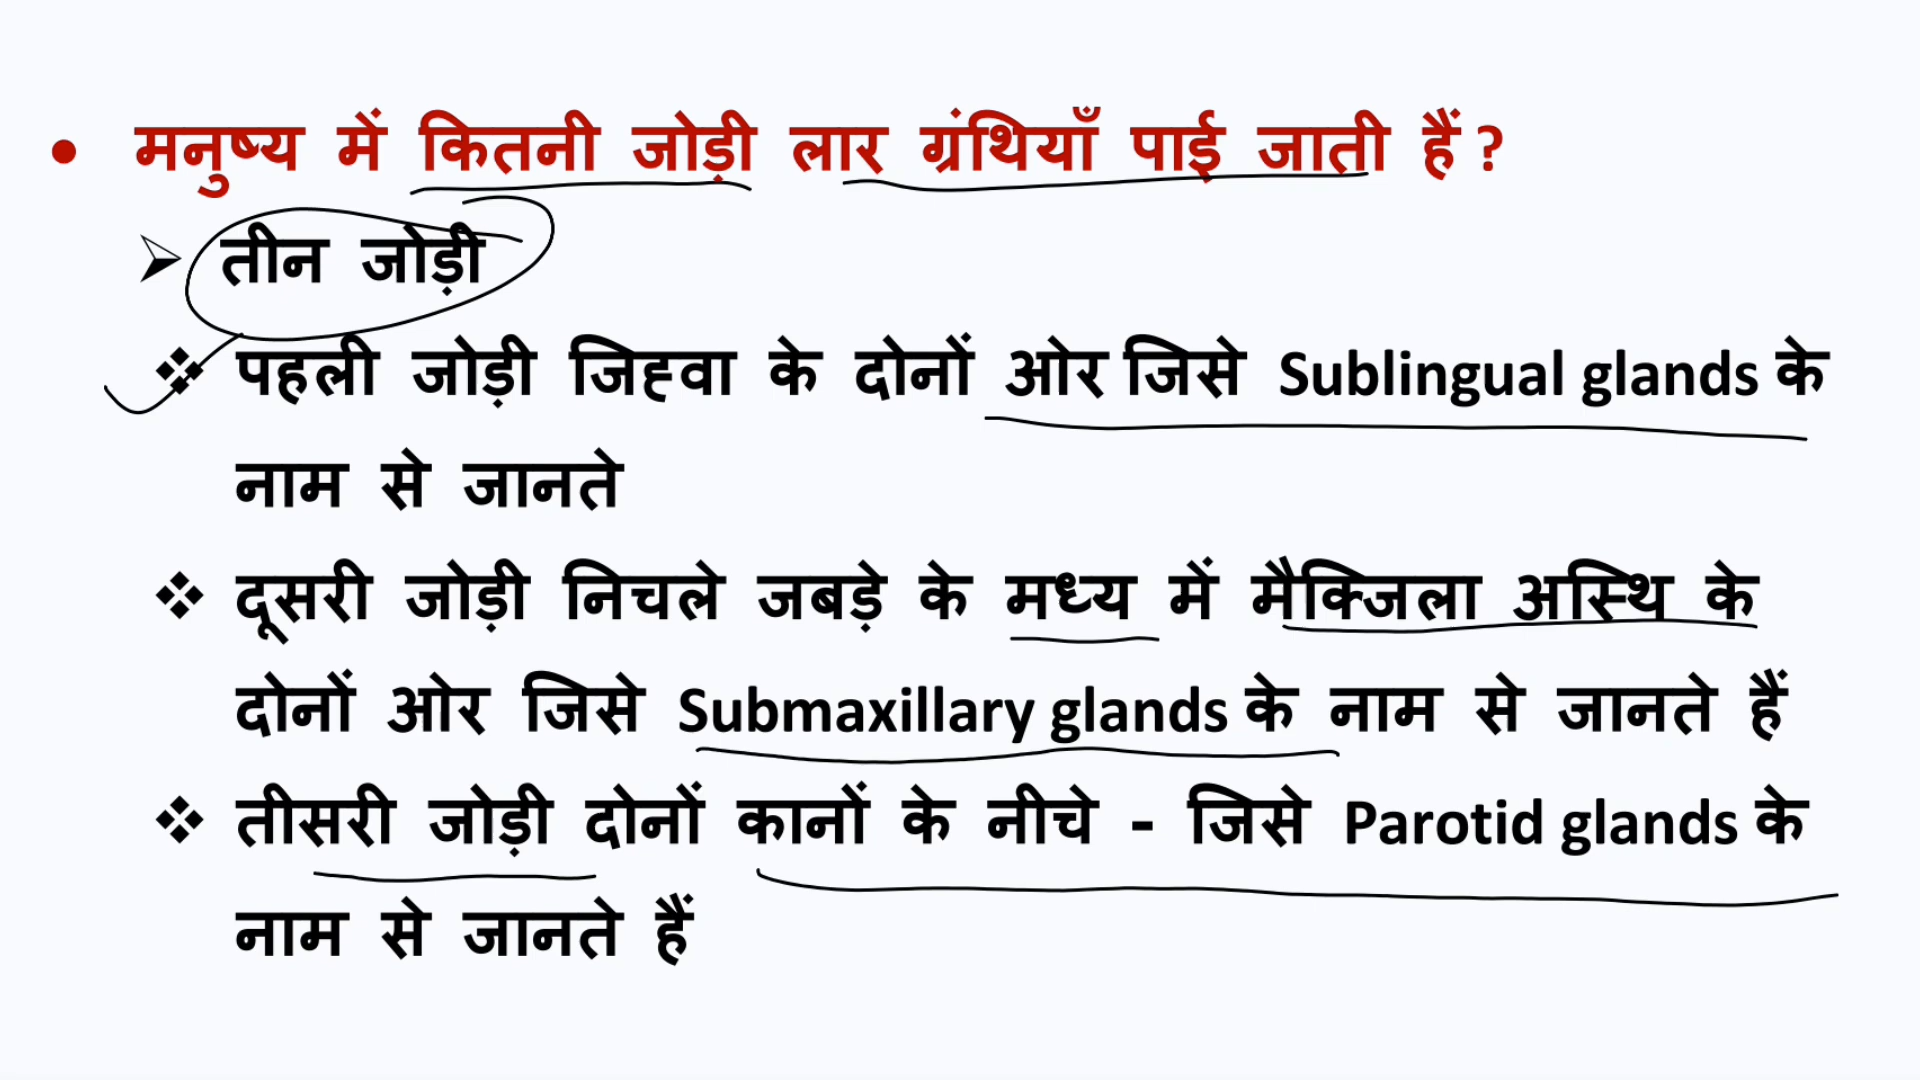 • मनुष्य में कितनी जोड़ी लार ग्रंथियाँ पाई जाती हैं ?
➢ तीन जोड़ी
❖ पहली जोड़ी जिह्वा के दोनों ओर जिसे Sublingual glands के
नाम से जानते
❖ दूसरी जोड़ी निचले जबड़े के मध्य में मैक्जिला अस्थि के
दोनों ओर जिसे Submaxillary glands के नाम से जानते हैं
❖ तीसरी जोड़ी दोनों कानों के नीचे - जिसे Parotid glands के
नाम से जानते हैं